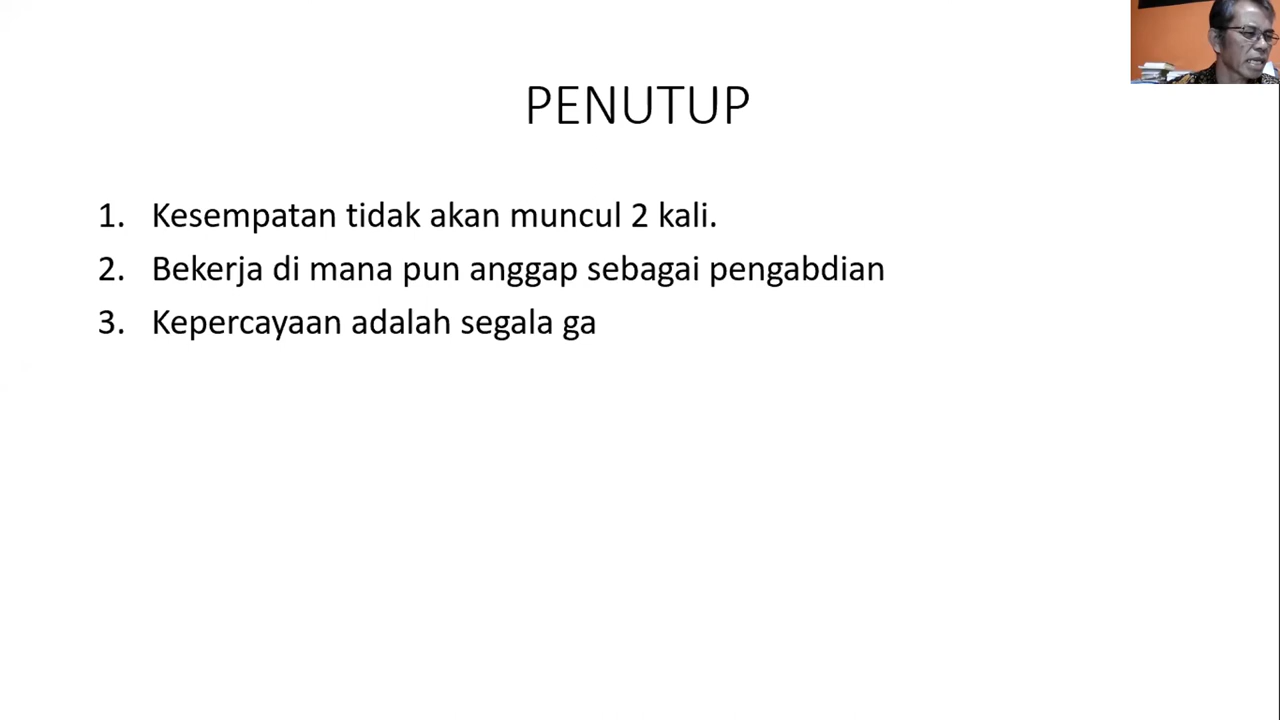 PENUTUP
1. Kesempatan tidak akan muncul 2 kali.
2. Bekerja di mana pun anggap sebagai pengabdian
3. Kepercayaan adalah segala ga